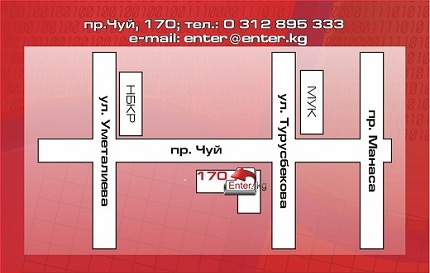 пр.Чуй, 170; тел.: 0 312 895 333
e-mail: enter@enter.kg
НБКР
МУК
ул. Уметалиева
ул. Турусбекова
пр. Манаса
пр. Чуй
170
Enter.kg